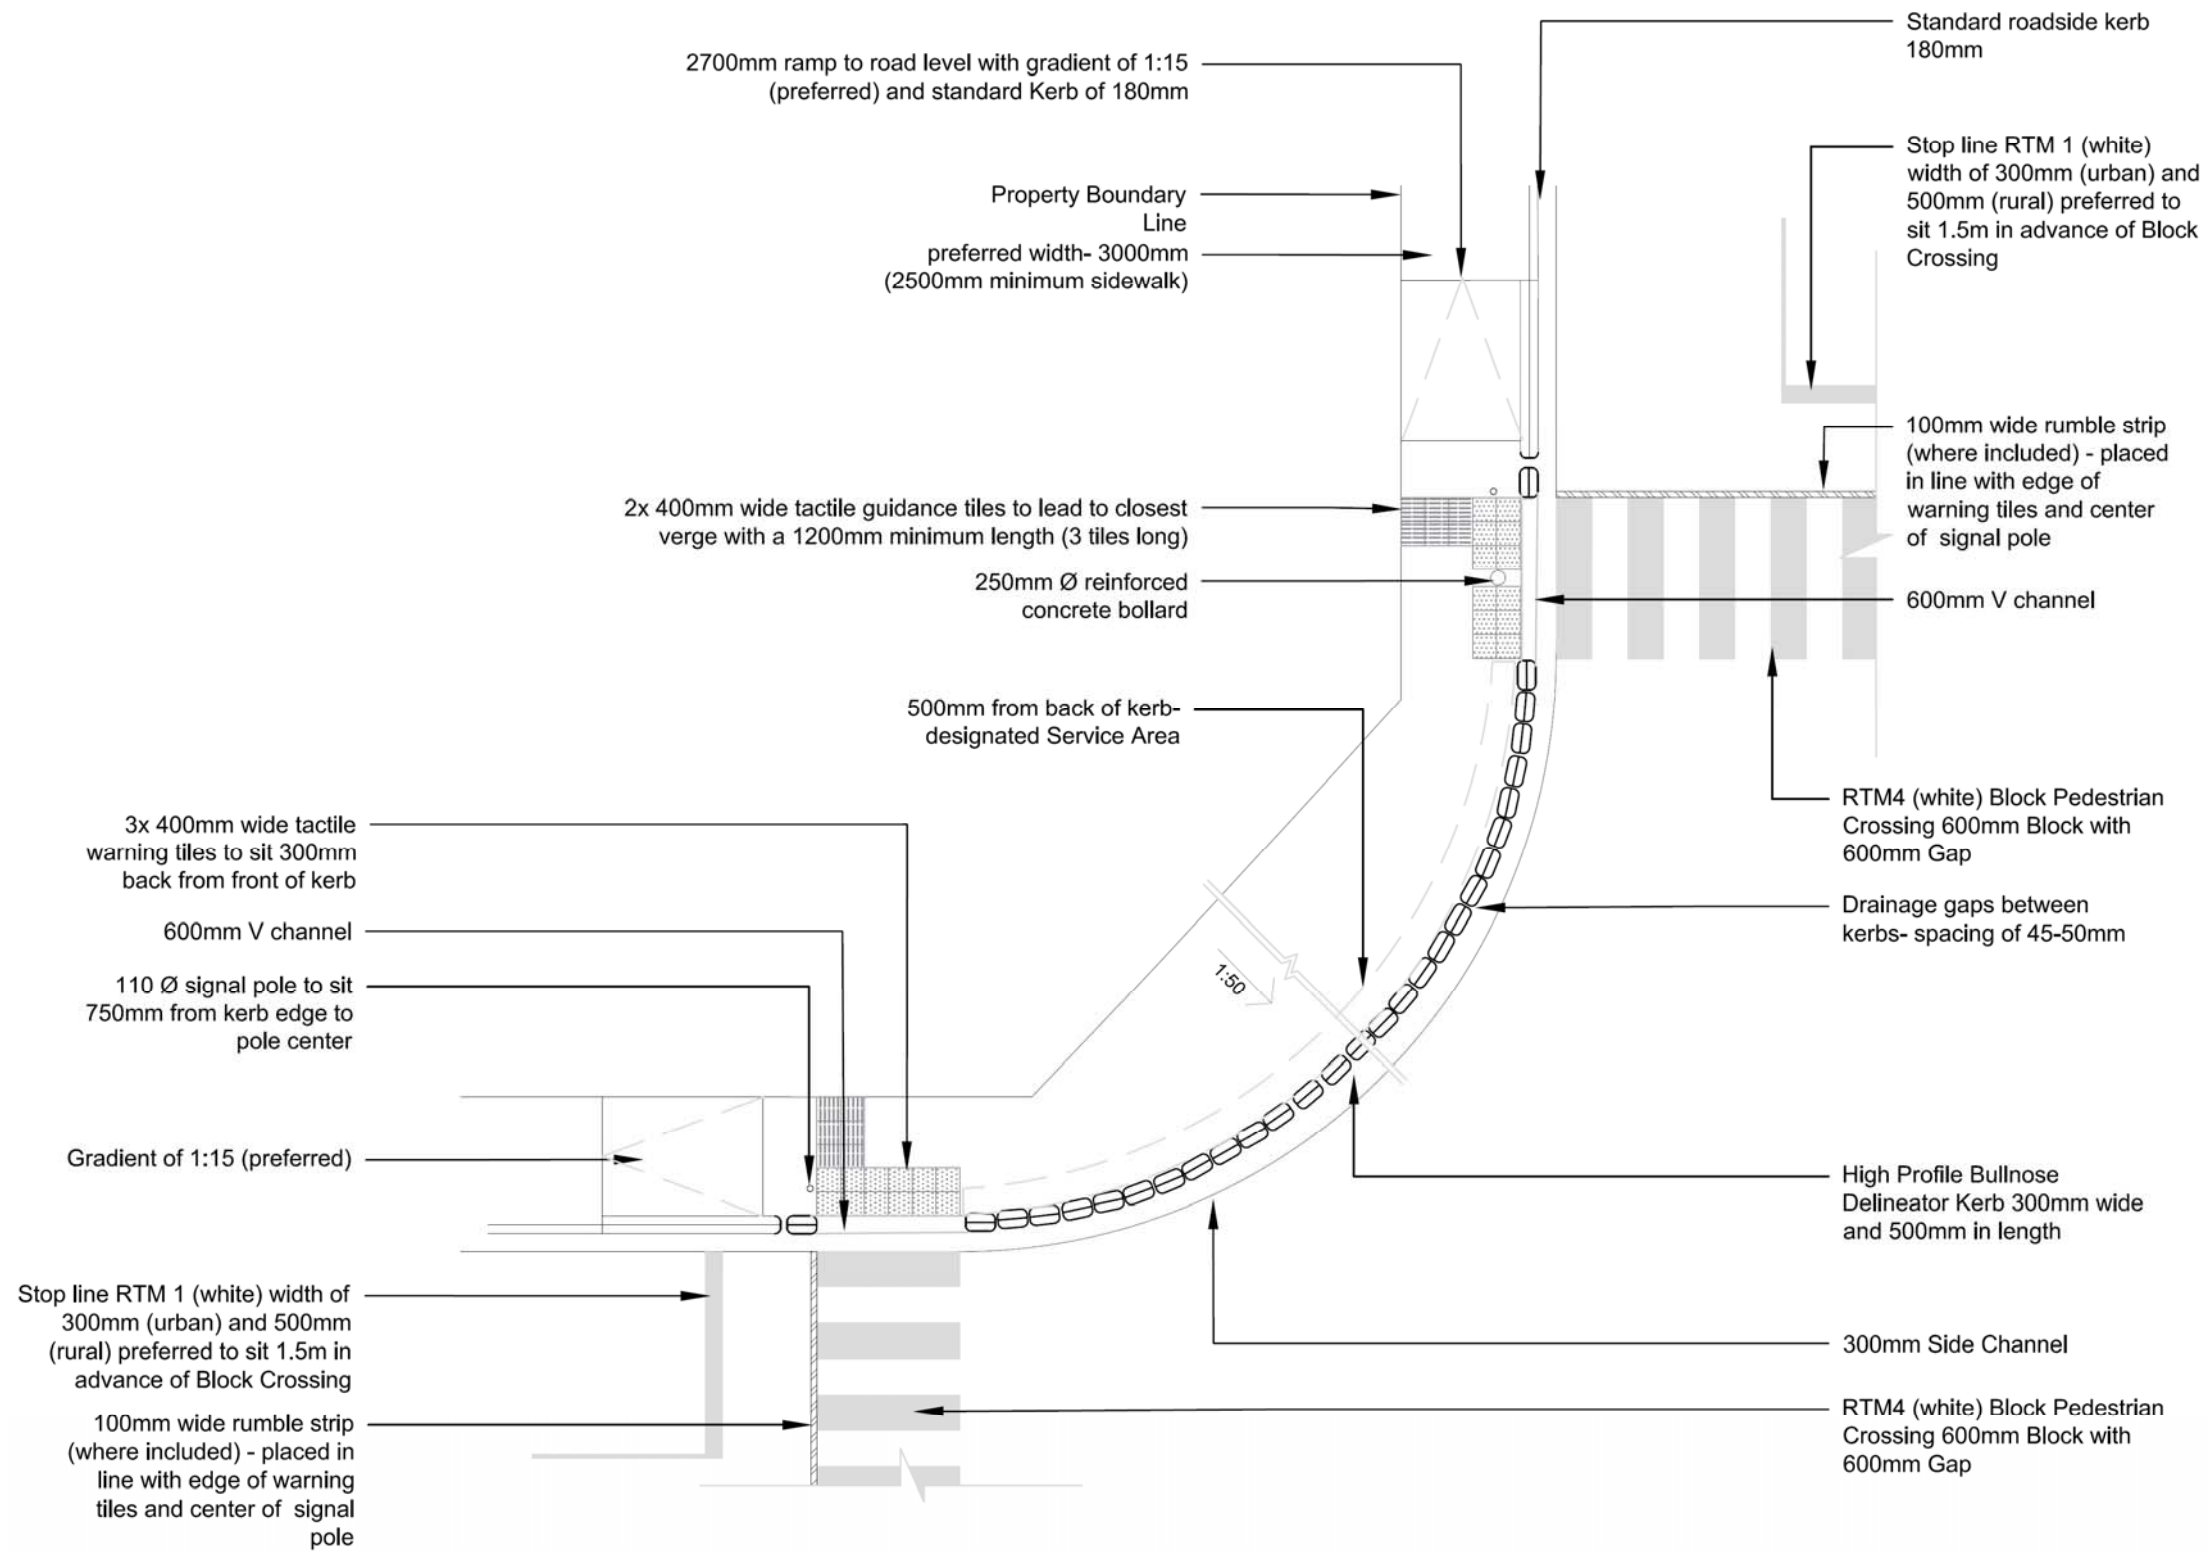 Standard roadside kerb
180mm
2700mm ramp to road level with gradient of 1:15
(preferred) and standard Kerb of 180mm
Stop line RTM 1 (white)
width of 300mm (urban) and
500mm (rural) preferred to
sit 1.5m in advance of Block
Crossing
Property Boundary
Line
preferred width- 3000mm
(2500mm minimum sidewalk)
100mm wide rumble strip
(where included) - placed
in line with edge of
warning tiles and center
of signal pole
2x 400mm wide tactile guidance tiles to lead to closest
verge with a 1200mm minimum length (3 tiles long)
250mm Ø reinforced
concrete bollard
600mm V channel
500mm from back of kerb-
designated Service Area
RTM4 (white) Block Pedestrian
Crossing 600mm Block with
600mm Gap
3x 400mm wide tactile
warning tiles to sit 300mm
back from front of kerb
Drainage gaps between
kerbs- spacing of 45-50mm
600mm V channel
1:50
110 Ø signal pole to sit
750mm from kerb edge to
pole center
Gradient of 1:15 (preferred)
High Profile Bullnose
Delineator Kerb 300mm wide
and 500mm in length
Stop line RTM 1 (white) width of
300mm (urban) and 500mm
(rural) preferred to sit 1.5m in
advance of Block Crossing
300mm Side Channel
100mm wide rumble strip
(where included) - placed in
line with edge of warning
tiles and center of signal
pole
RTM4 (white) Block Pedestrian
Crossing 600mm Block with
600mm Gap